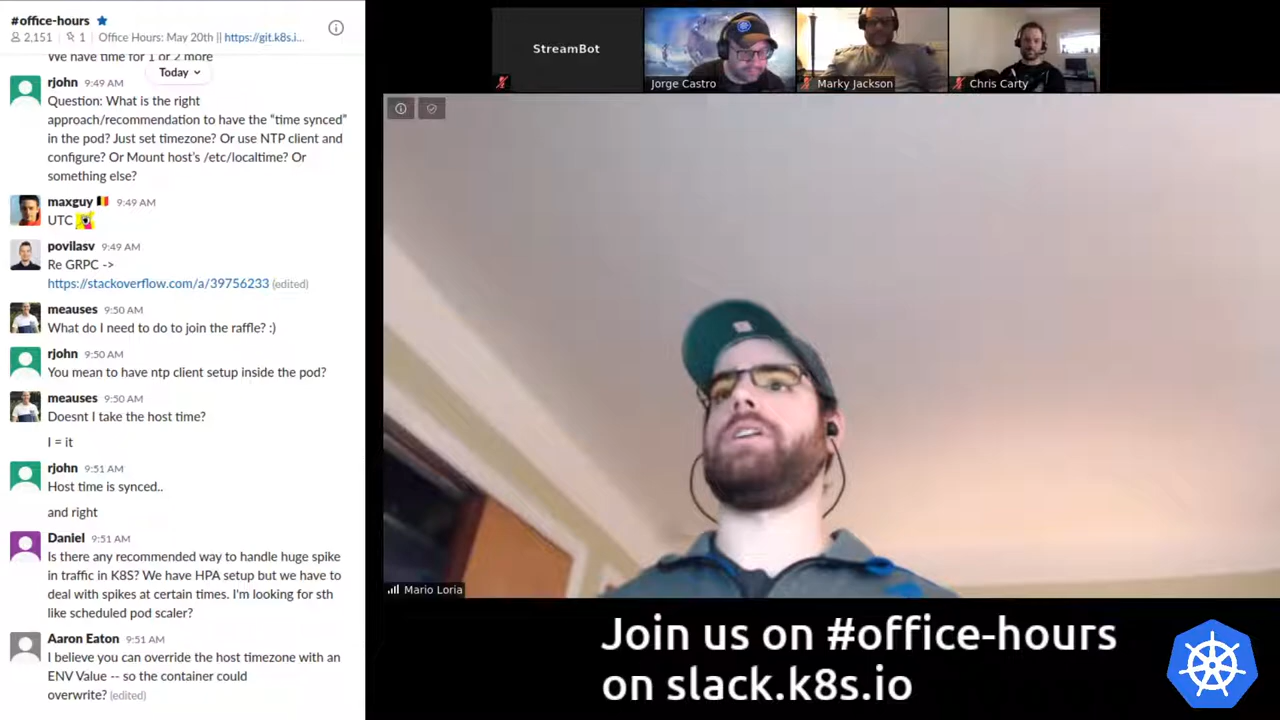 #office-hours
2,151 1 Office Hours: May 20th || https://git.k8s.i...
We have time for 1 or 2 more
Today
rjohn 9:49 AM
Question: What is the right
approach/recommendation to have the “time synced”
in the pod? Just set timezone? Or use NTP client and
configure? Or Mount host’s /etc/localtime? Or
something else?
maxguy 9:49 AM
UTC
povilasv 9:49 AM
Re GRPC ->
https://stackoverflow.com/a/39756233 (edited)
meauses 9:50 AM
What do I need to do to join the raffle? :)
rjohn 9:50 AM
You mean to have ntp client setup inside the pod?
meauses 9:50 AM
Doesnt I take the host time?
I = it
rjohn 9:51 AM
Host time is synced..
and right
Daniel 9:51 AM
Is there any recommended way to handle huge spike
in traffic in K8S? We have HPA setup but we have to
deal with spikes at certain times. I'm looking for sth
like scheduled pod scaler?
Aaron Eaton 9:51 AM
I believe you can override the host timezone with an
ENV Value -- so the container could
overwrite? (edited)
StreamBot
Jorge Castro
Marky Jackson
Chris Carty
Mario Loria
Join us on #office-hours
on slack.k8s.io